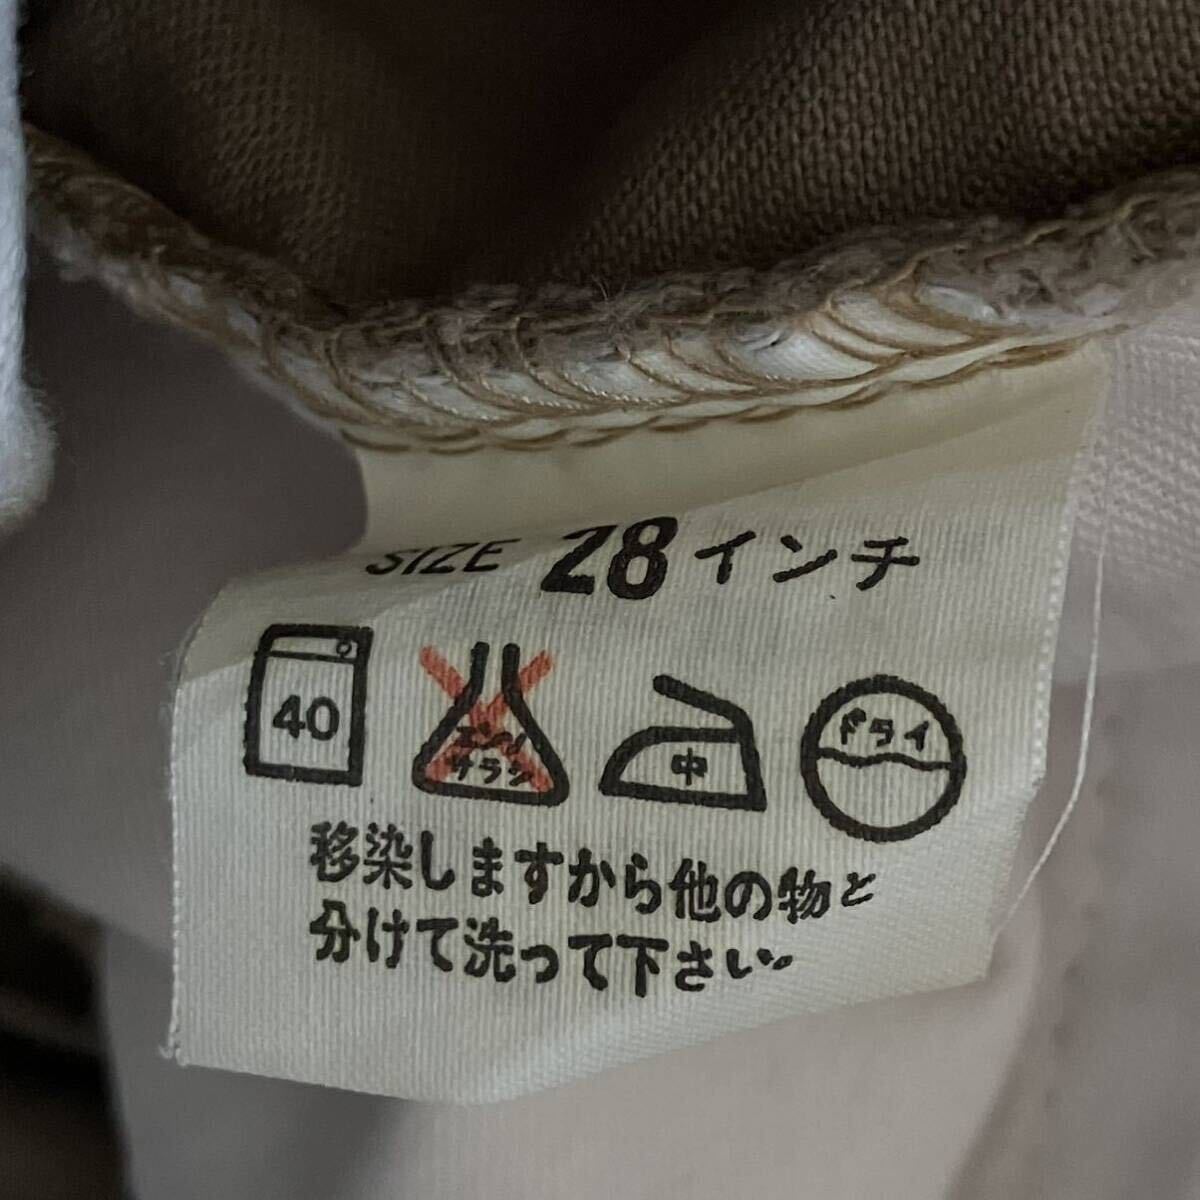 SIZE 28インチ
40
エンソ
サラシ
中
ドライ
移染しますから他の物と
分けて洗って下さい。